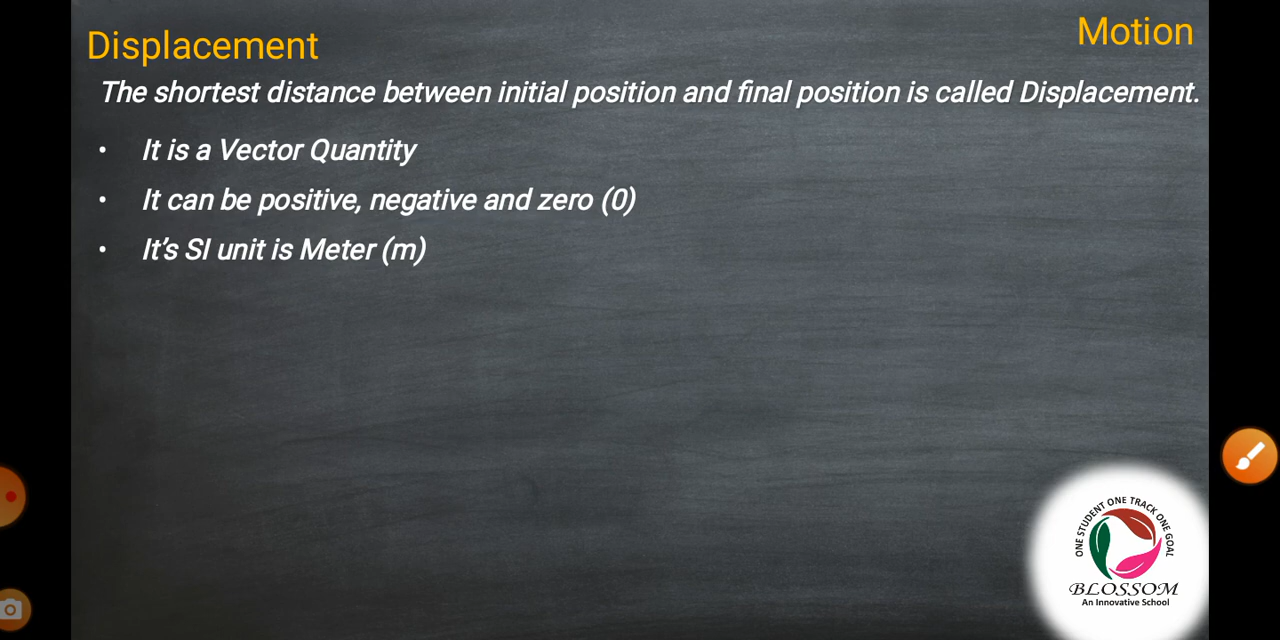 Displacement
Motion
The shortest distance between initial position and final position is called Displacement.
• It is a Vector Quantity
• It can be positive, negative and zero (0)
• It's SI unit is Meter (m)
ONE STUDENT ONE TRACK ONE GOAL
BLOSSOM
An Innovative School